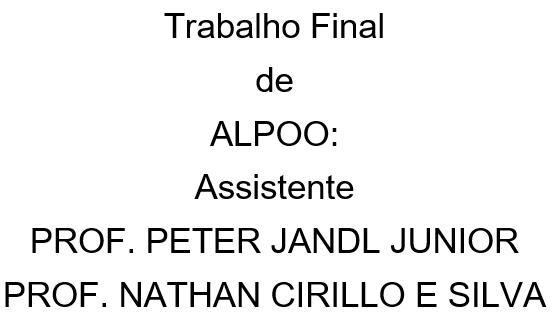 Trabalho Final
de
ALPOO:
Assistente
PROF. PETER JANDL JUNIOR
PROF. NATHAN CIRILLO E SILVA